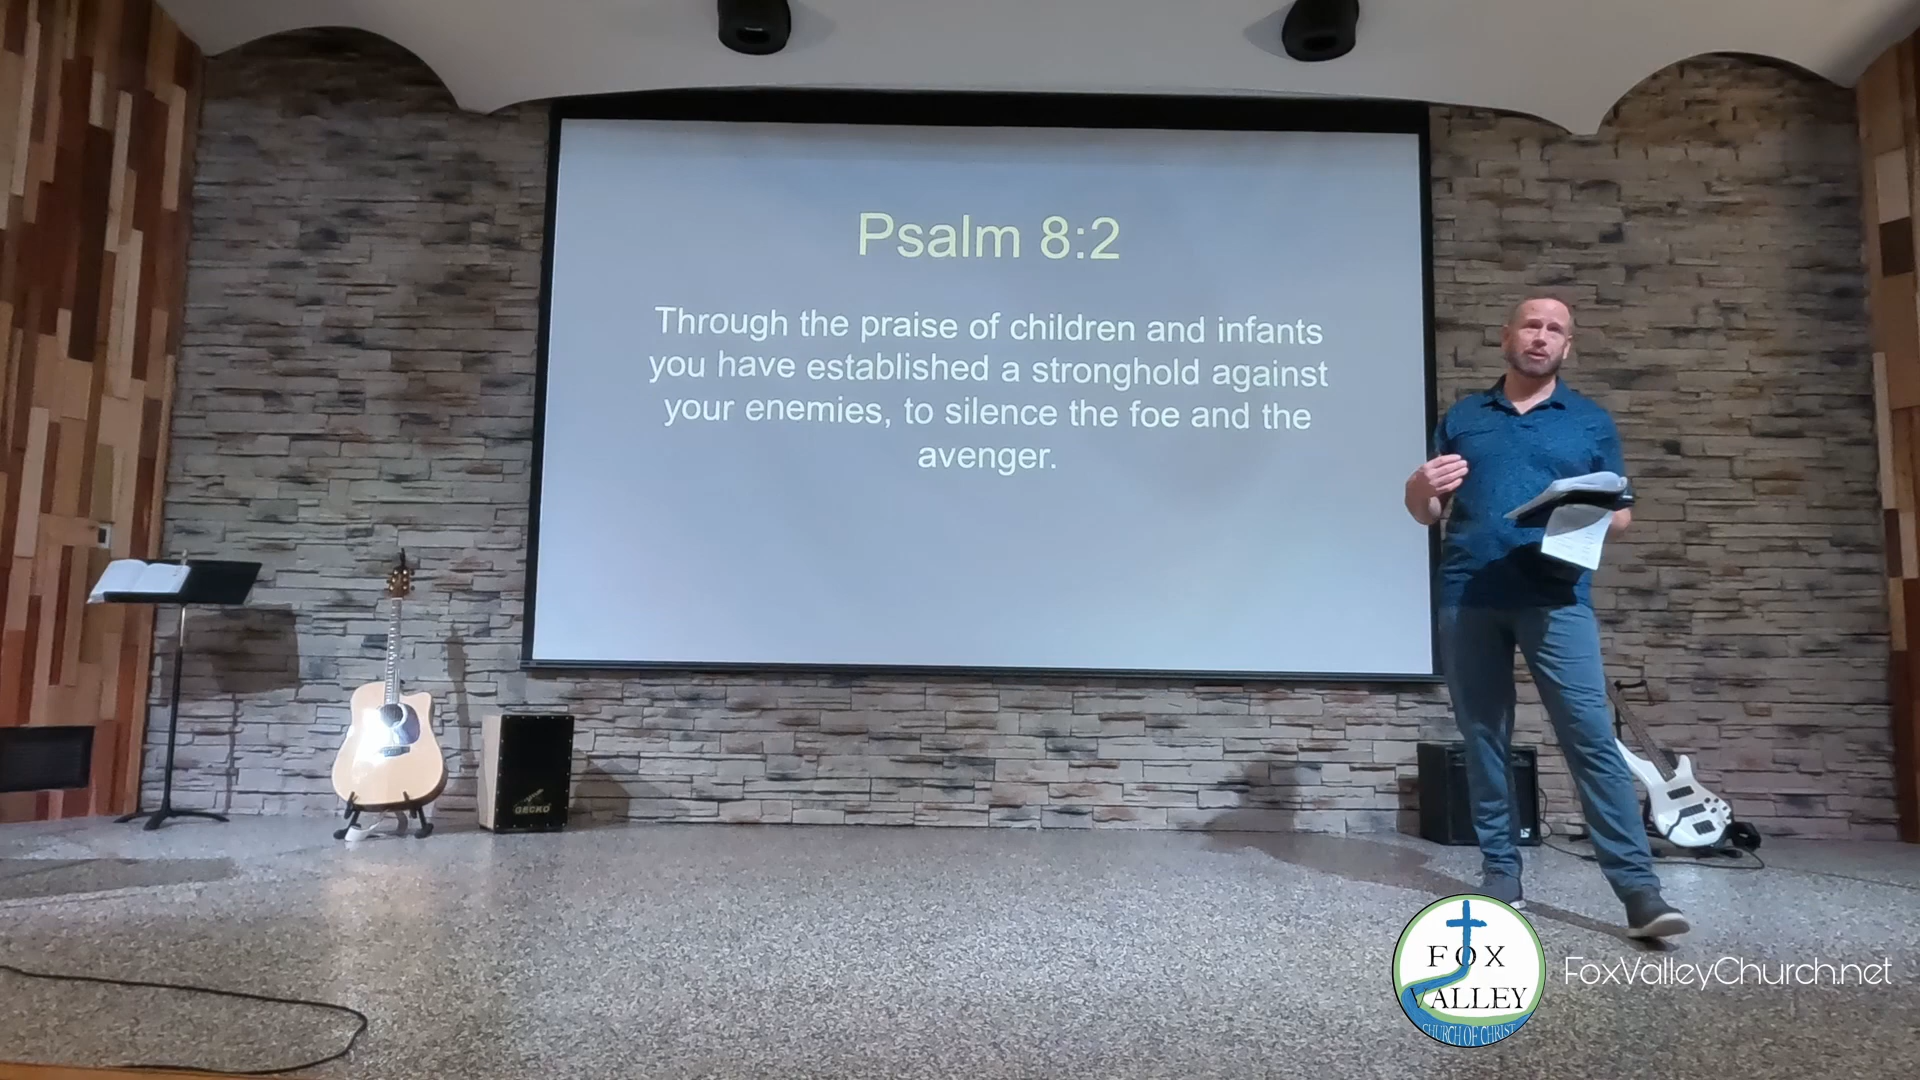 Psalm 8:2
Through the praise of children and infants
you have established a stronghold against
your enemies, to silence the foe and the
avenger.
GECKO
FOX
VALLEY
CHURCH OF CHRIST
FoxValleyChurch.net